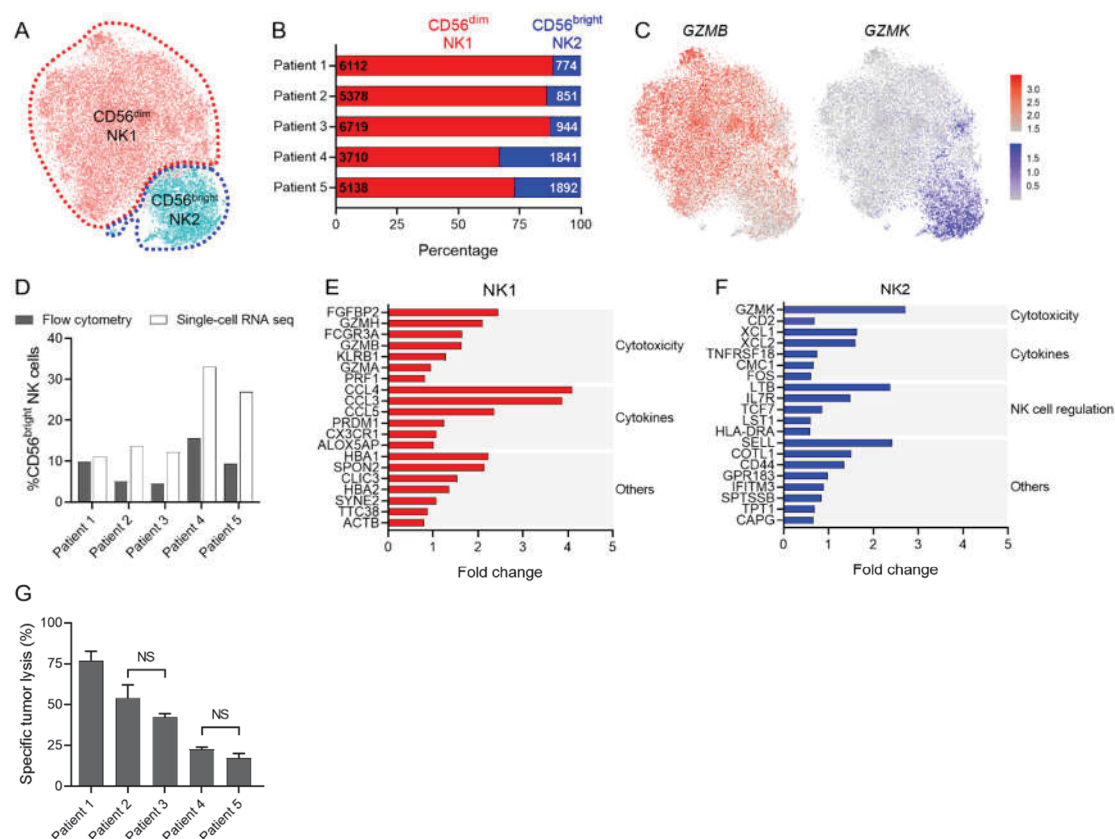 A
CD56dim
NK1
CD56bright
NK2
B
CD56dim
NK1
CD56bright
NK2
Patient 1
6112
774
Patient 2
5378
851
Patient 3
6719
944
Patient 4
3710
1841
Patient 5
5138
1892
0 25 50 75 100
Percentage
C
GZMB
GZMK
3.0
2.5
2.0
1.5
1.5
1.0
0.5
D
Flow cytometry
Single-cell RNA seq
%CD56bright NK cells
40
30
20
10
0
Patient 1
Patient 2
Patient 3
Patient 4
Patient 5
E
NK1
FGFBP2
GZMH
FCGR3A
GZMB
KLRB1
GZMA
PRF1
Cytotoxicity
CCL4
CCL3
CCL5
PRDM1
CX3CR1
ALOX5AP
Cytokines
HBA1
SPON2
CLIC3
HBA2
SYNE2
TTC38
ACTB
Others
0 1 2 3 4 5
Fold change
F
NK2
GZMK
CD2
Cytotoxicity
XCL1
XCL2
TNFRSF18
CMC1
FOS
Cytokines
LTB
IL7R
TCF7
LST1
HLA-DRA
NK cell regulation
SELL
COTL1
CD44
GPR183
IFITM3
SPTSSB
TPT1
CAPG
Others
0 1 2 3 4 5
Fold change
G
Specific tumor lysis (%)
100
75
50
25
0
NS
NS
Patient 1
Patient 2
Patient 3
Patient 4
Patient 5